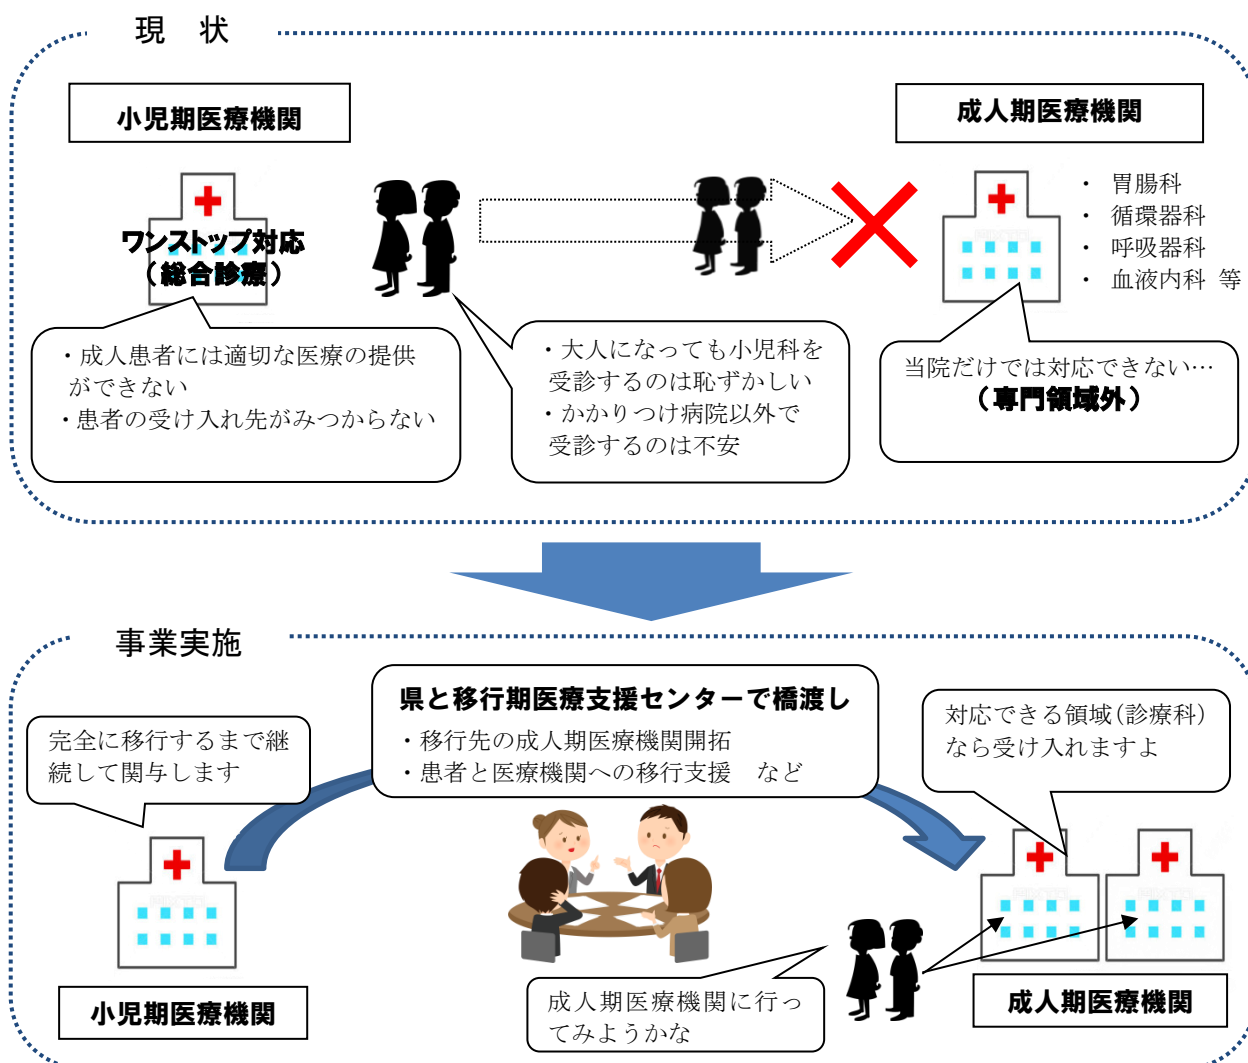 現　状
小児期医療機関
成人期医療機関
ワンストップ対応
（総合診療）
・ 胃腸科
・ 循環器科
・ 呼吸器科
・ 血液内科 等
・成人患者には適切な医療の提供
ができない
・患者の受け入れ先がみつからない
・大人になっても小児科を
受診するのは恥ずかしい
・かかりつけ病院以外で
受診するのは不安
当院だけでは対応できない…
（専門領域外）
事業実施
県と移行期医療支援センターで橋渡し
・移行先の成人期医療機関開拓
・患者と医療機関への移行支援　など
完全に移行するまで継
続して関与します
対応できる領域（診療科）
なら受け入れますよ
成人期医療機関に行っ
てみようかな
小児期医療機関
成人期医療機関